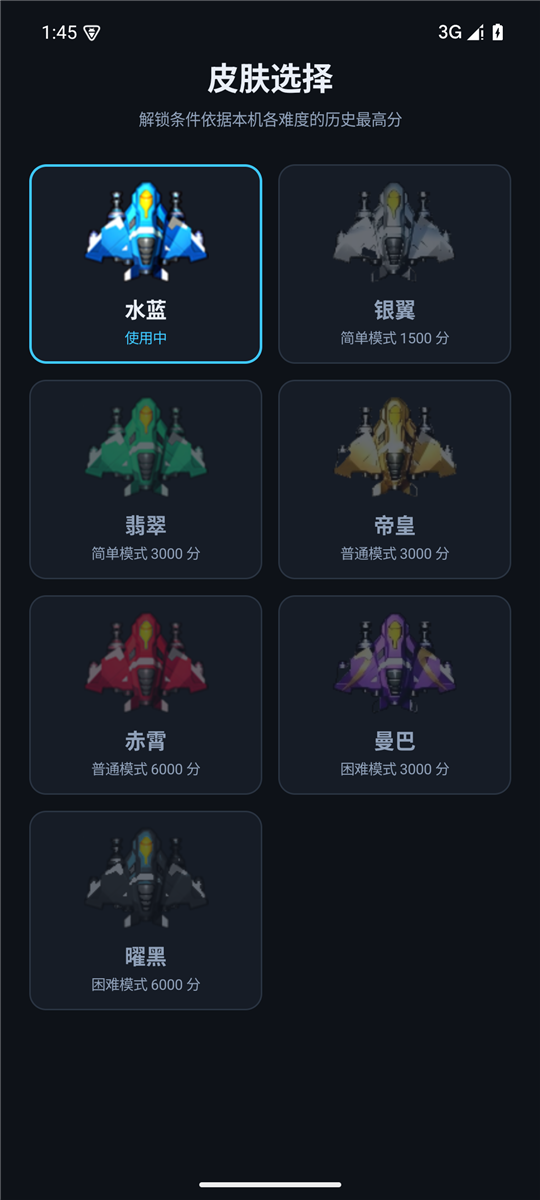 1:45
3G
皮肤选择
解锁条件依据本机各难度的历史最高分
水蓝
使用中
银翼
简单模式 1500 分
翡翠
简单模式 3000 分
帝皇
普通模式 3000 分
赤霄
普通模式 6000 分
曼巴
困难模式 3000 分
曜黑
困难模式 6000 分